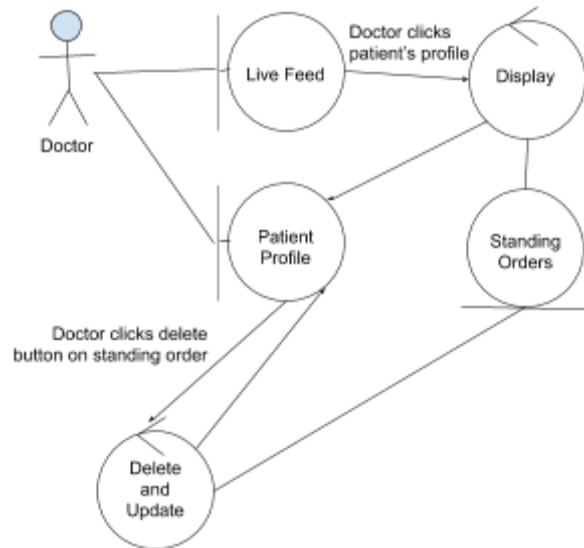 Doctor clicks
patient's profile
Live Feed
Display
Doctor
Patient
Profile
Standing
Orders
Doctor clicks delete
button on standing order
Delete
and
Update